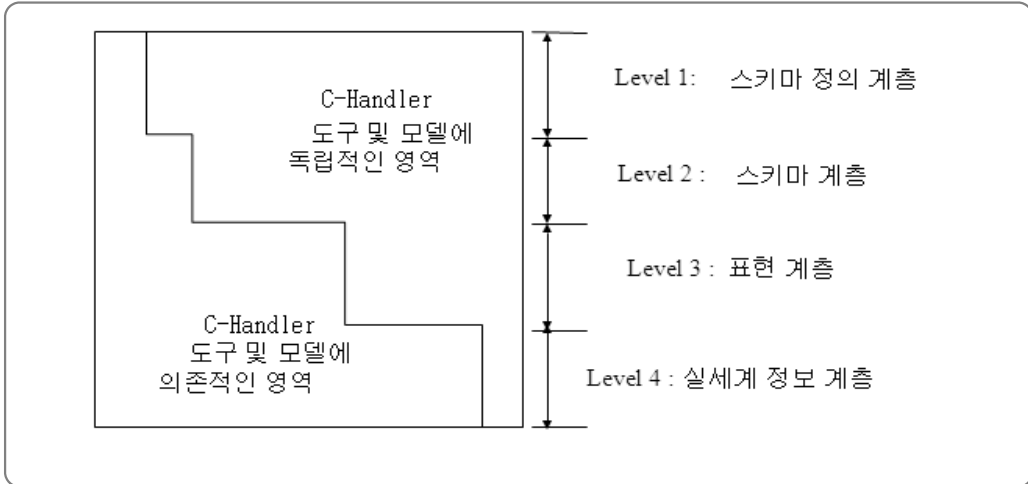 C-Handler
도구 및 모델에
독립적인 영역
C-Handler
도구 및 모델에
의존적인 영역
Level 1: 스키마 정의 계층
Level 2 : 스키마 계층
Level 3 : 표현 계층
Level 4 : 실세계 정보 계층